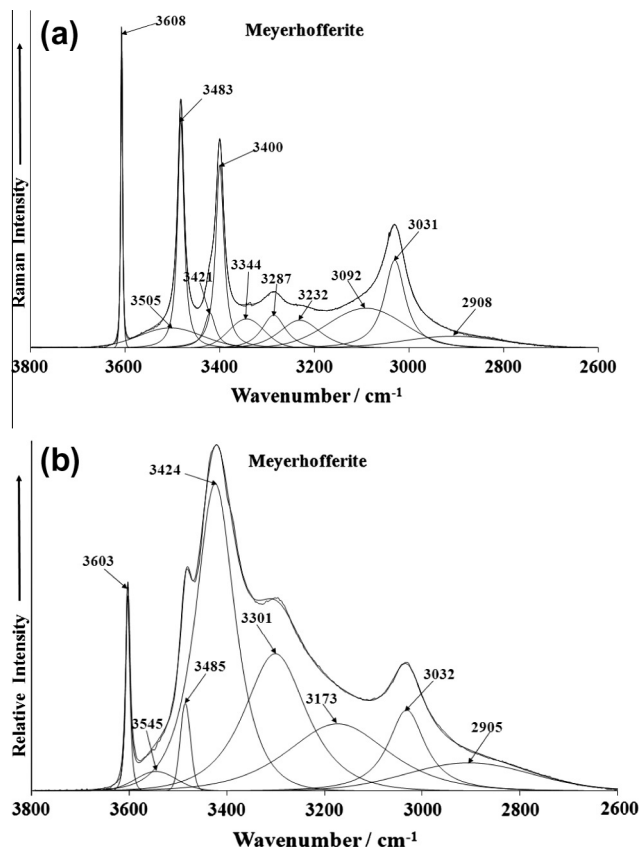 (a)
Meyerhofferite
Raman Intensity
3608
3483
3400
3421
3344
3287
3232
3092
3031
3505
2908
3800 3600 3400 3200 3000 2800 2600
Wavenumber / cm⁻¹
(b)
Meyerhofferite
Relative Intensity
3424
3603
3301
3485
3173
3032
3545
2905
3800 3600 3400 3200 3000 2800 2600
Wavenumber / cm⁻¹